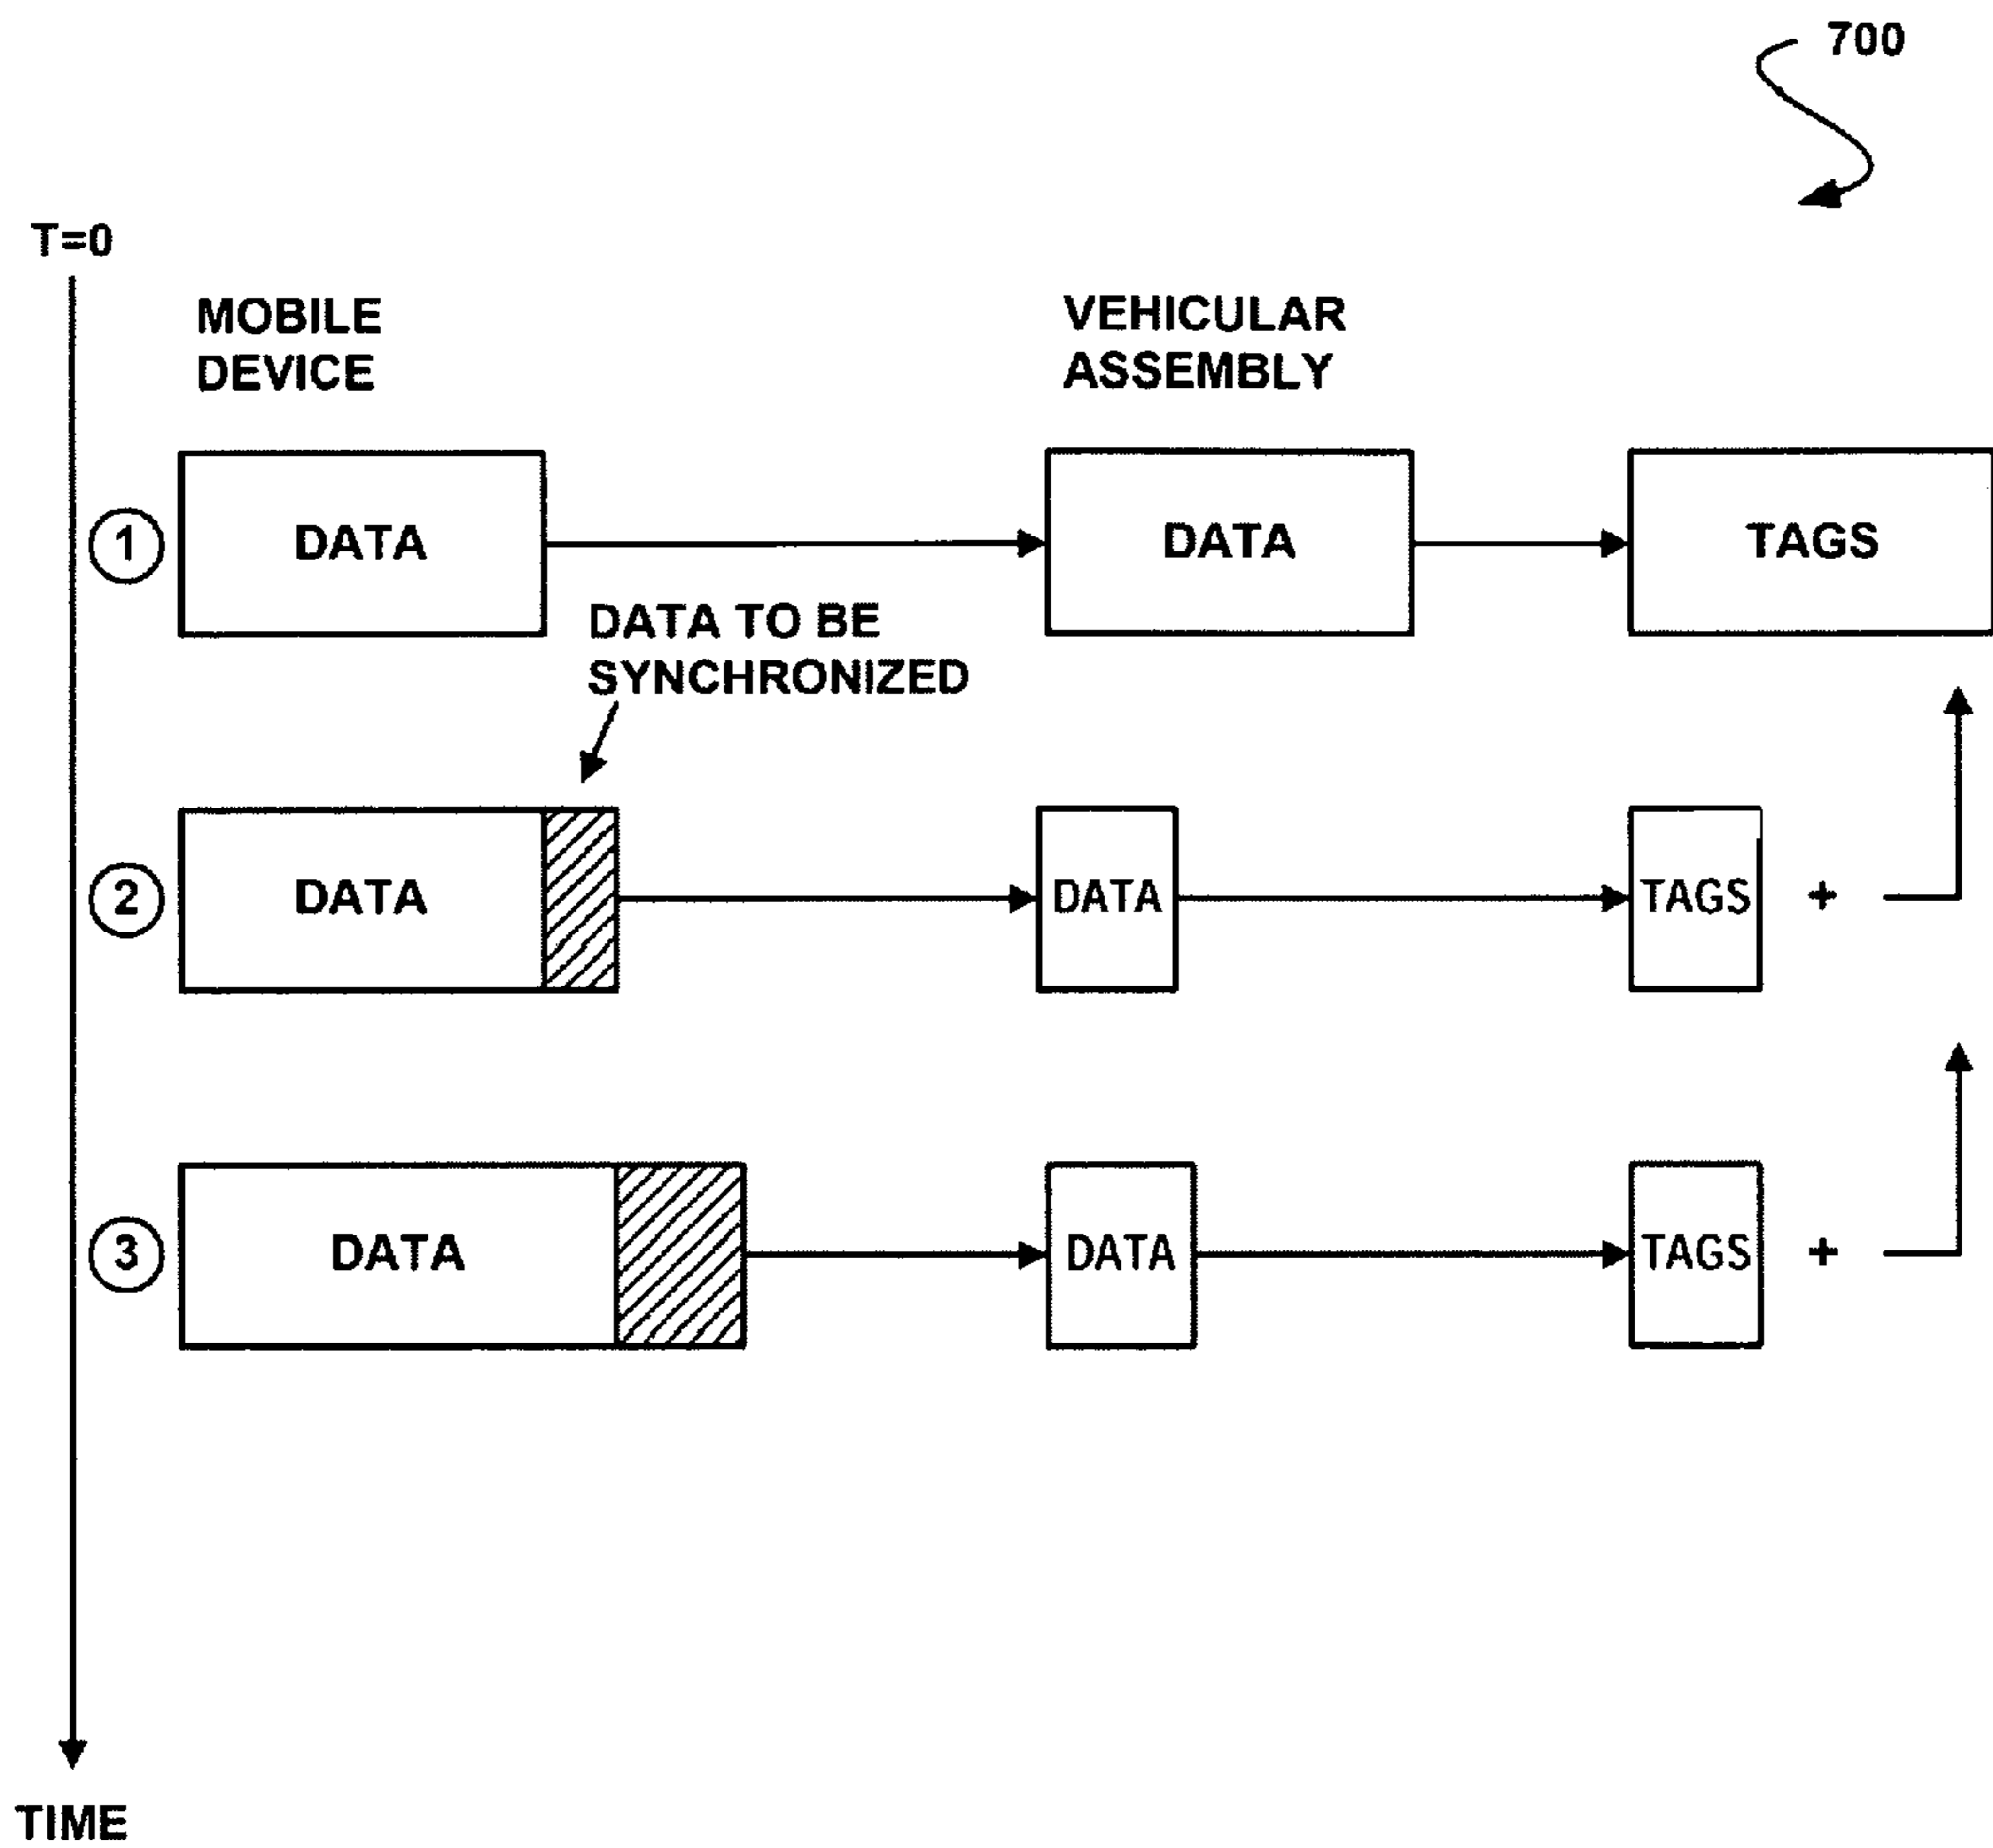 700
T=0
MOBILE
DEVICE
VEHICULAR
ASSEMBLY
1
DATA
DATA
TAGS
DATA TO BE
SYNCHRONIZED
2
DATA
DATA
TAGS
+
3
DATA
DATA
TAGS
+
TIME